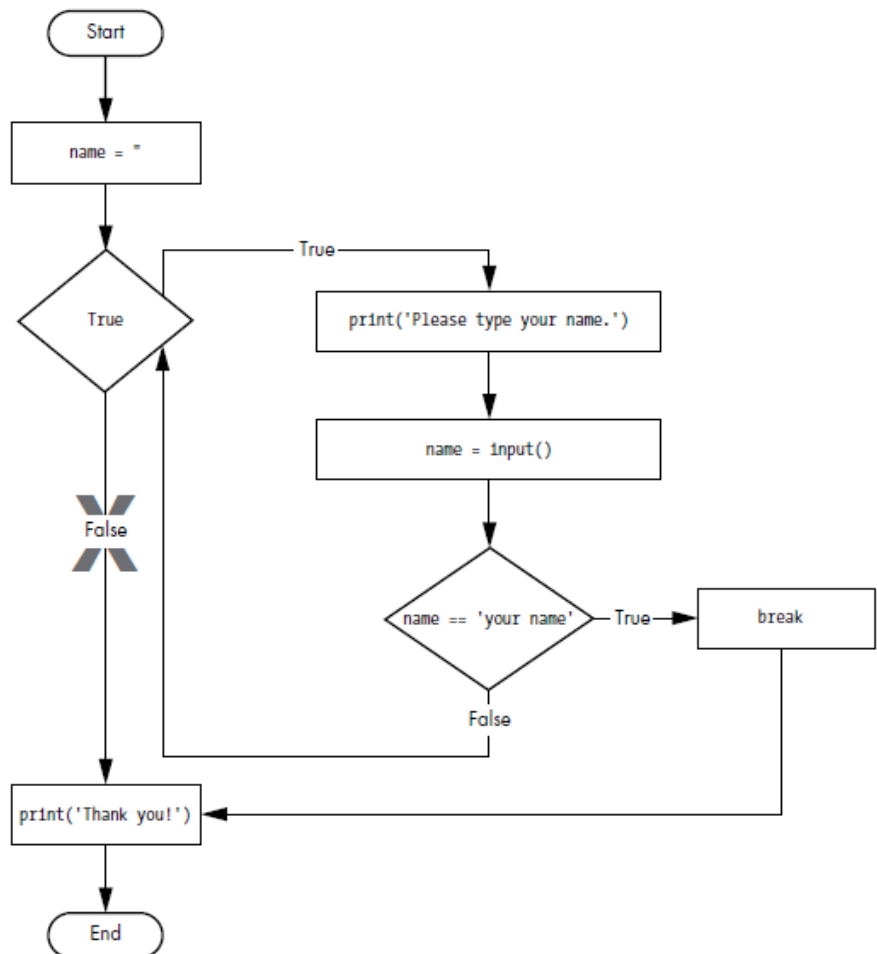 Start
name = "
True
True
print('Please type your name.')
name = input()
False
name == 'your name'
True
break
False
print('Thank you!')
End